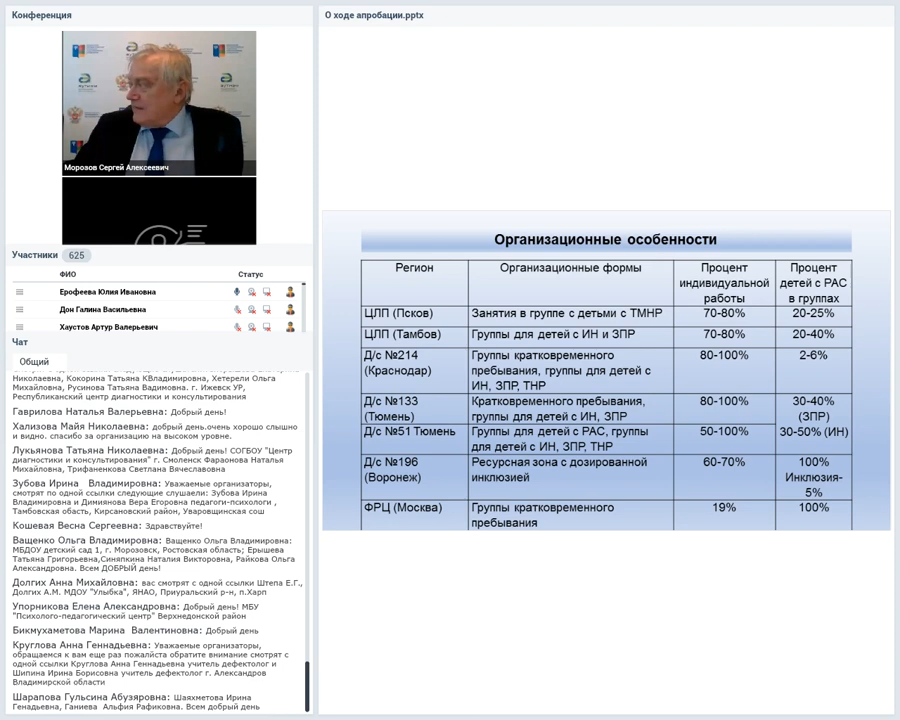 Конференция
Морозов Сергей Алексеевич
Участники 625
ФИО Статус
Ерофеева Юлия Ивановна
Дон Галина Васильевна
Хаустов Артур Валерьевич
Чат
Общий
Николаевна, Кокорина Татьяна КВладимировна, Хетерели Ольга
Михайловна, Русинова Татьяна Вадимовна. г. Ижевск УР,
Республиканский центр диагностики и консультирования
Гаврилова Наталья Валерьевна: Добрый день!
Хализова Майя Николаевна: добрый день.очень хорошо слышно
и видно. спасибо за организацию на высоком уровне.
Лукьянова Татьяна Николаевна: Добрый день! СОГБОУ "Центр
диагностики и консультирования" г. Смоленск Фараонова Наталья
Михайловна, Трифаненкова Светлана Вячеславовна
Зубова Ирина Владимировна: Уважаемые организаторы,
смотрят по одной ссылки следующие слушаели: Зубова Ирина
Владимировна и Димиянова Вера Егоровна педагоги-психологи ,
Тамбовская обасть, Кирсановский район, Уваровщинская сош
Кошевая Весна Сергеевна: Здравствуйте!
Ващенко Ольга Владимировна: Ващенко Ольга Владимировна:
МБДОУ детский сад 1, г. Морозовск, Ростовская область; Ерышева
Татьяна Григорьевна,Синяпкина Наталия Викторовна, Райкова Ольга
Александровна. Всем ДОБРЫЙ день!
Долгих Анна Михайловна: вас смотрят с одной ссылки Штепа Е.Г.,
Долгих А.М. МДОУ "Улыбка", ЯНАО, Приуральский р-н, п.Харп
Упорникова Елена Александровна: Добрый день! МБУ
"Психолого-педагогический центр" Верхнедонской район
Бикмухаметова Марина Валентиновна: Добрый день
Круглова Анна Геннадьевна: Уважаемые организаторы,
обращаемся к вам еще раз пожалйста обратите внимание смотрят с
одной ссылки Круглова Анна Геннадьевна учитель дефектолог и
Шипина Ирина Борисовна учитель дефектолог г. Александров
Владимирской области
Шарапова Гульсина Абузяровна: Шаяхметова Ирина
Генадьевна, Ганиева Альфия Рафиковна. Всем добрый день
О ходе апробации.pptx
Организационные особенности
Регион Организационные формы Процент индивидуальной работы Процент детей с РАС в группах
ЦЛП (Псков) Занятия в группе с детьми с ТМНР 70-80% 20-25%
ЦЛП (Тамбов) Группы для детей с ИН и ЗПР 70-80% 20-40%
Д/с №214 (Краснодар) Группы кратковременного пребывания, группы для детей с ИН, ЗПР, ТНР 80-100% 2-6%
Д/с №133 (Тюмень) Кратковременного пребывания, группы для детей с ИН, ЗПР 80-100% 30-40% (ЗПР)
Д/с №51 Тюмень Группы для детей с РАС, группы для детей с ИН, ЗПР, ТНР 50-100% 30-50% (ИН)
Д/с №196 (Воронеж) Ресурсная зона с дозированной инклюзией 60-70% 100% Инклюзия- 5%
ФРЦ (Москва) Группы кратковременного пребывания 19% 100%